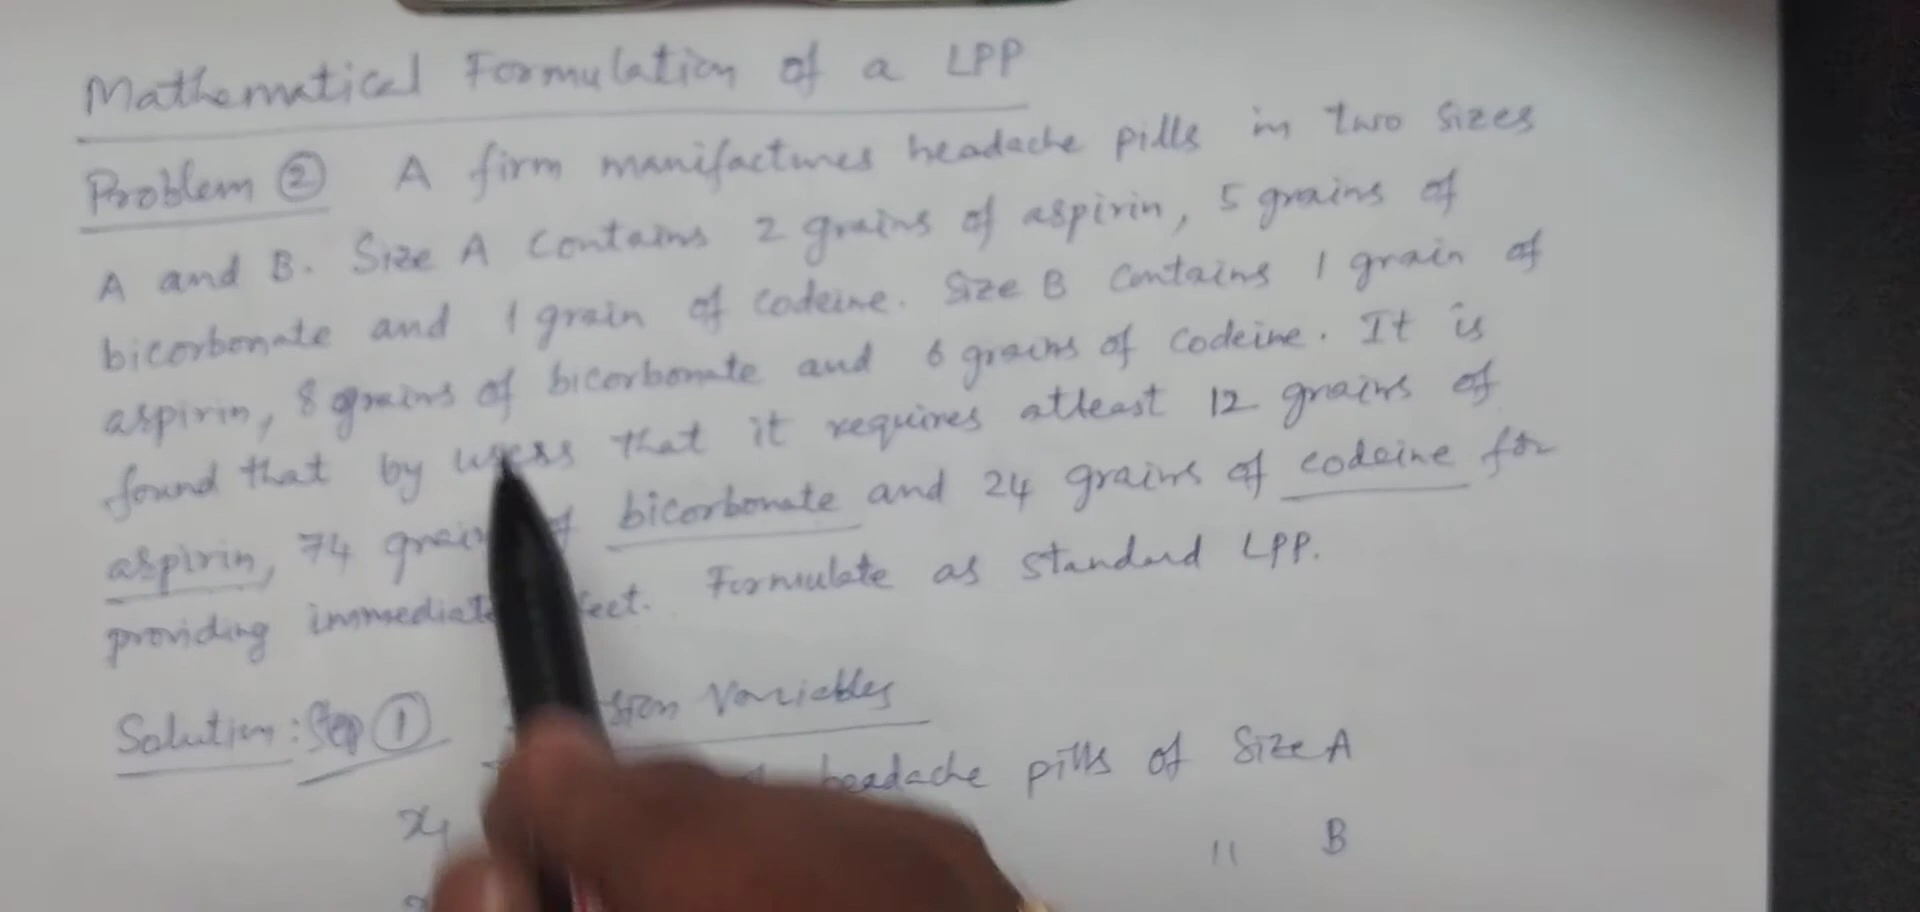 Mathematical Formulation of a LPP
Problem ② A firm manifactures headache pills in two sizes
A and B. Size A Contains 2 grains of aspirin, 5 grains of
bicorbonate and 1 grain of codeine. Size B Contains 1 grain of
aspirin, 8 grains of bicorbonate and 6 grains of codeine. It is
found that by that it requires atleast 12 grains of
aspirin, 74 bicorbonate and 24 grains of codeine for
providing Formulate as standard LPP.
Solution: Step ① Variables
headache pills of Size A
x1
" B